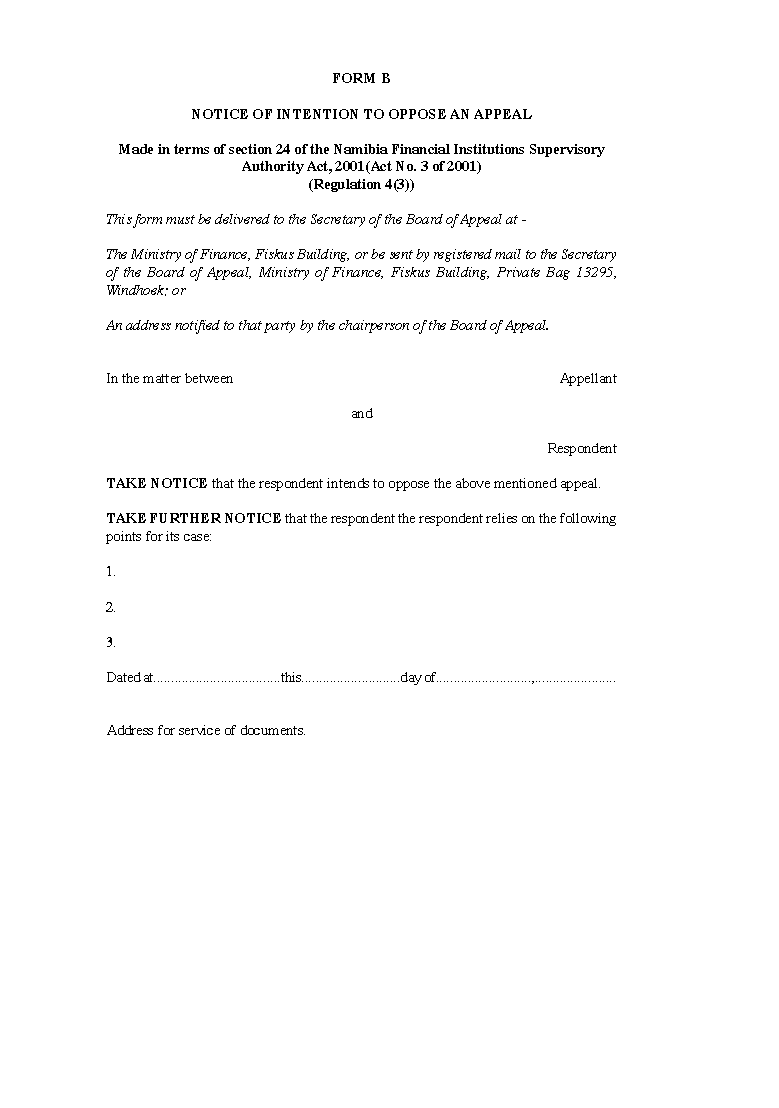 FORM B
NOTICE OF INTENTION TO OPPOSE AN APPEAL
Made in terms of section 24 of the Namibia Financial Institutions Supervisory
Authority Act, 2001(Act No. 3 of 2001)
(Regulation 4(3))
This form must be delivered to the Secretary of the Board of Appeal at -
The Ministry of Finance, Fiskus Building, or be sent by registered mail to the Secretary
of the Board of Appeal, Ministry of Finance, Fiskus Building, Private Bag 13295,
Windhoek; or
An address notified to that party by the chairperson of the Board of Appeal.
In the matter between Appellant
and
Respondent
TAKE NOTICE that the respondent intends to oppose the above mentioned appeal.
TAKE FURTHER NOTICE that the respondent the respondent relies on the following
points for its case:
1.
2.
3.
Dated at....................................this............................day of...........................,.......................
Address for service of documents.